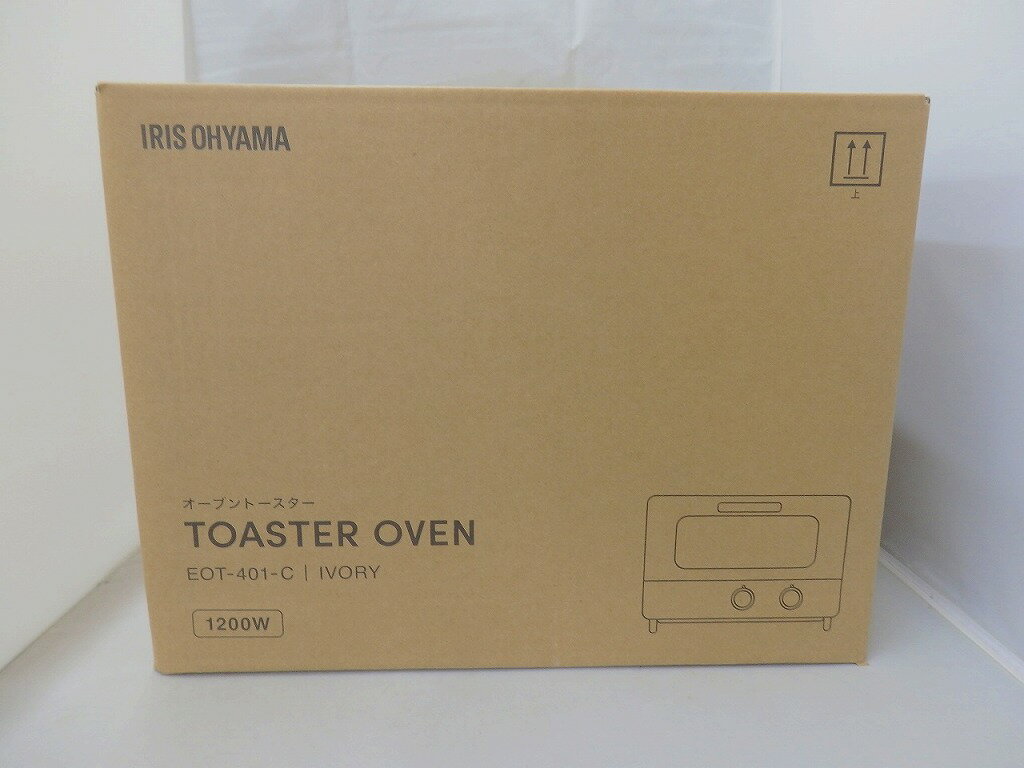 IRIS OHYAMA
上
オーブントースター
TOASTER OVEN
EOT-401-C | IVORY
1200W